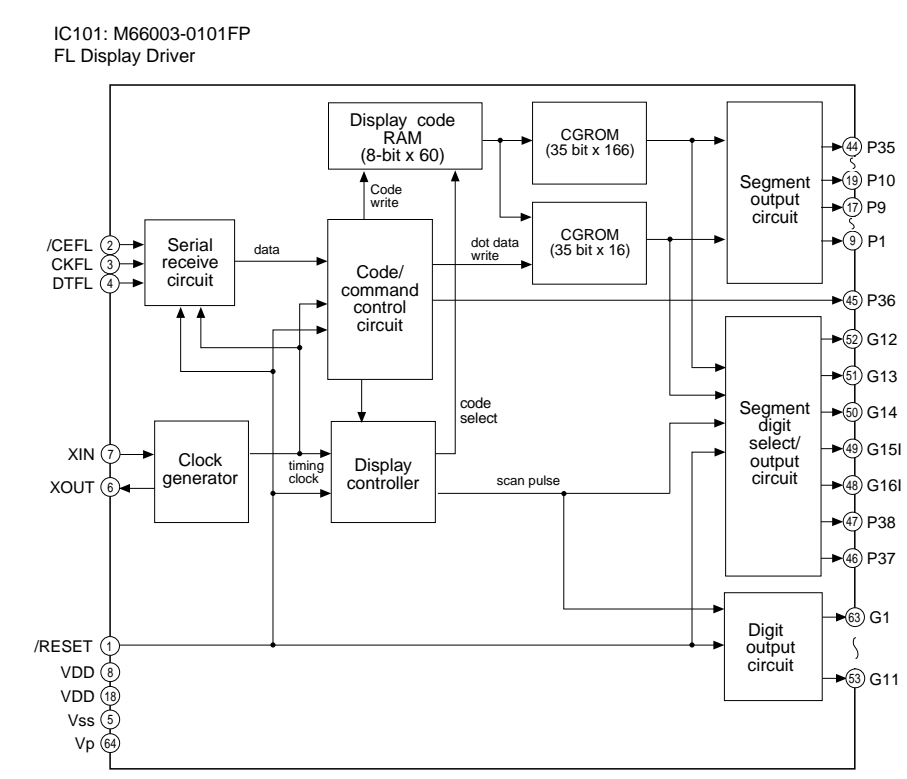 IC101: M66003-0101FP
FL Display Driver
Display code
RAM
(8-bit x 60)
CGROM
(35 bit x 166)
Segment
output
circuit
44 P35
19 P10
17 P9
9 P1
Code
write
CGROM
(35 bit x 16)
/CEFL 2
CKFL 3
DTFL 4
Serial
receive
circuit
data
Code/
command
control
circuit
dot data
write
45 P36
52 G12
51 G13
50 G14
49 G15I
48 G16I
47 P38
46 P37
Segment
digit
select/
output
circuit
code
select
XIN 7
XOUT 6
Clock
generator
timing
clock
Display
controller
scan pulse
/RESET 1
VDD 8
VDD 18
Vss 5
Vp 64
Digit
output
circuit
63 G1
53 G11